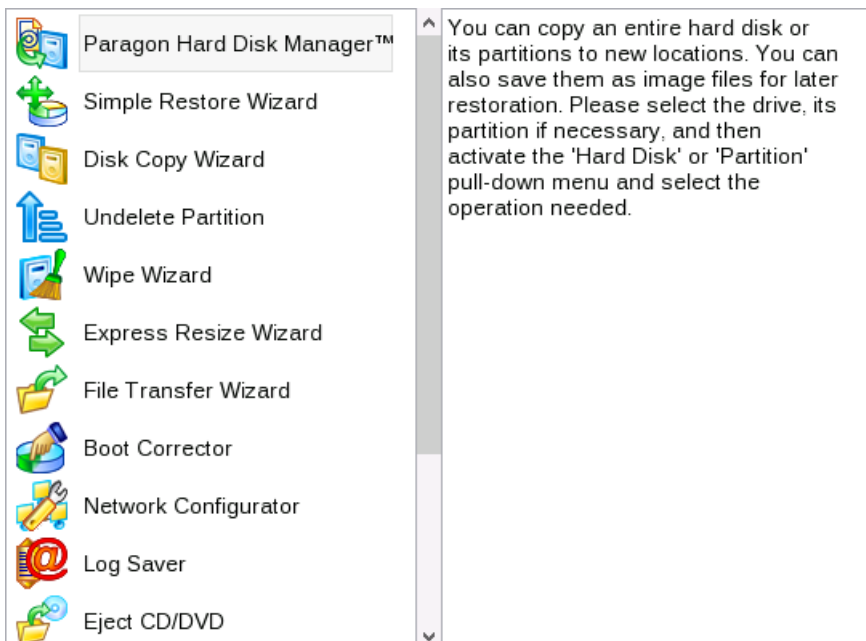 Paragon Hard Disk Manager™
Simple Restore Wizard
Disk Copy Wizard
Undelete Partition
Wipe Wizard
Express Resize Wizard
File Transfer Wizard
Boot Corrector
Network Configurator
Log Saver
Eject CD/DVD
You can copy an entire hard disk or
its partitions to new locations. You can
also save them as image files for later
restoration. Please select the drive, its
partition if necessary, and then
activate the 'Hard Disk' or 'Partition'
pull-down menu and select the
operation needed.